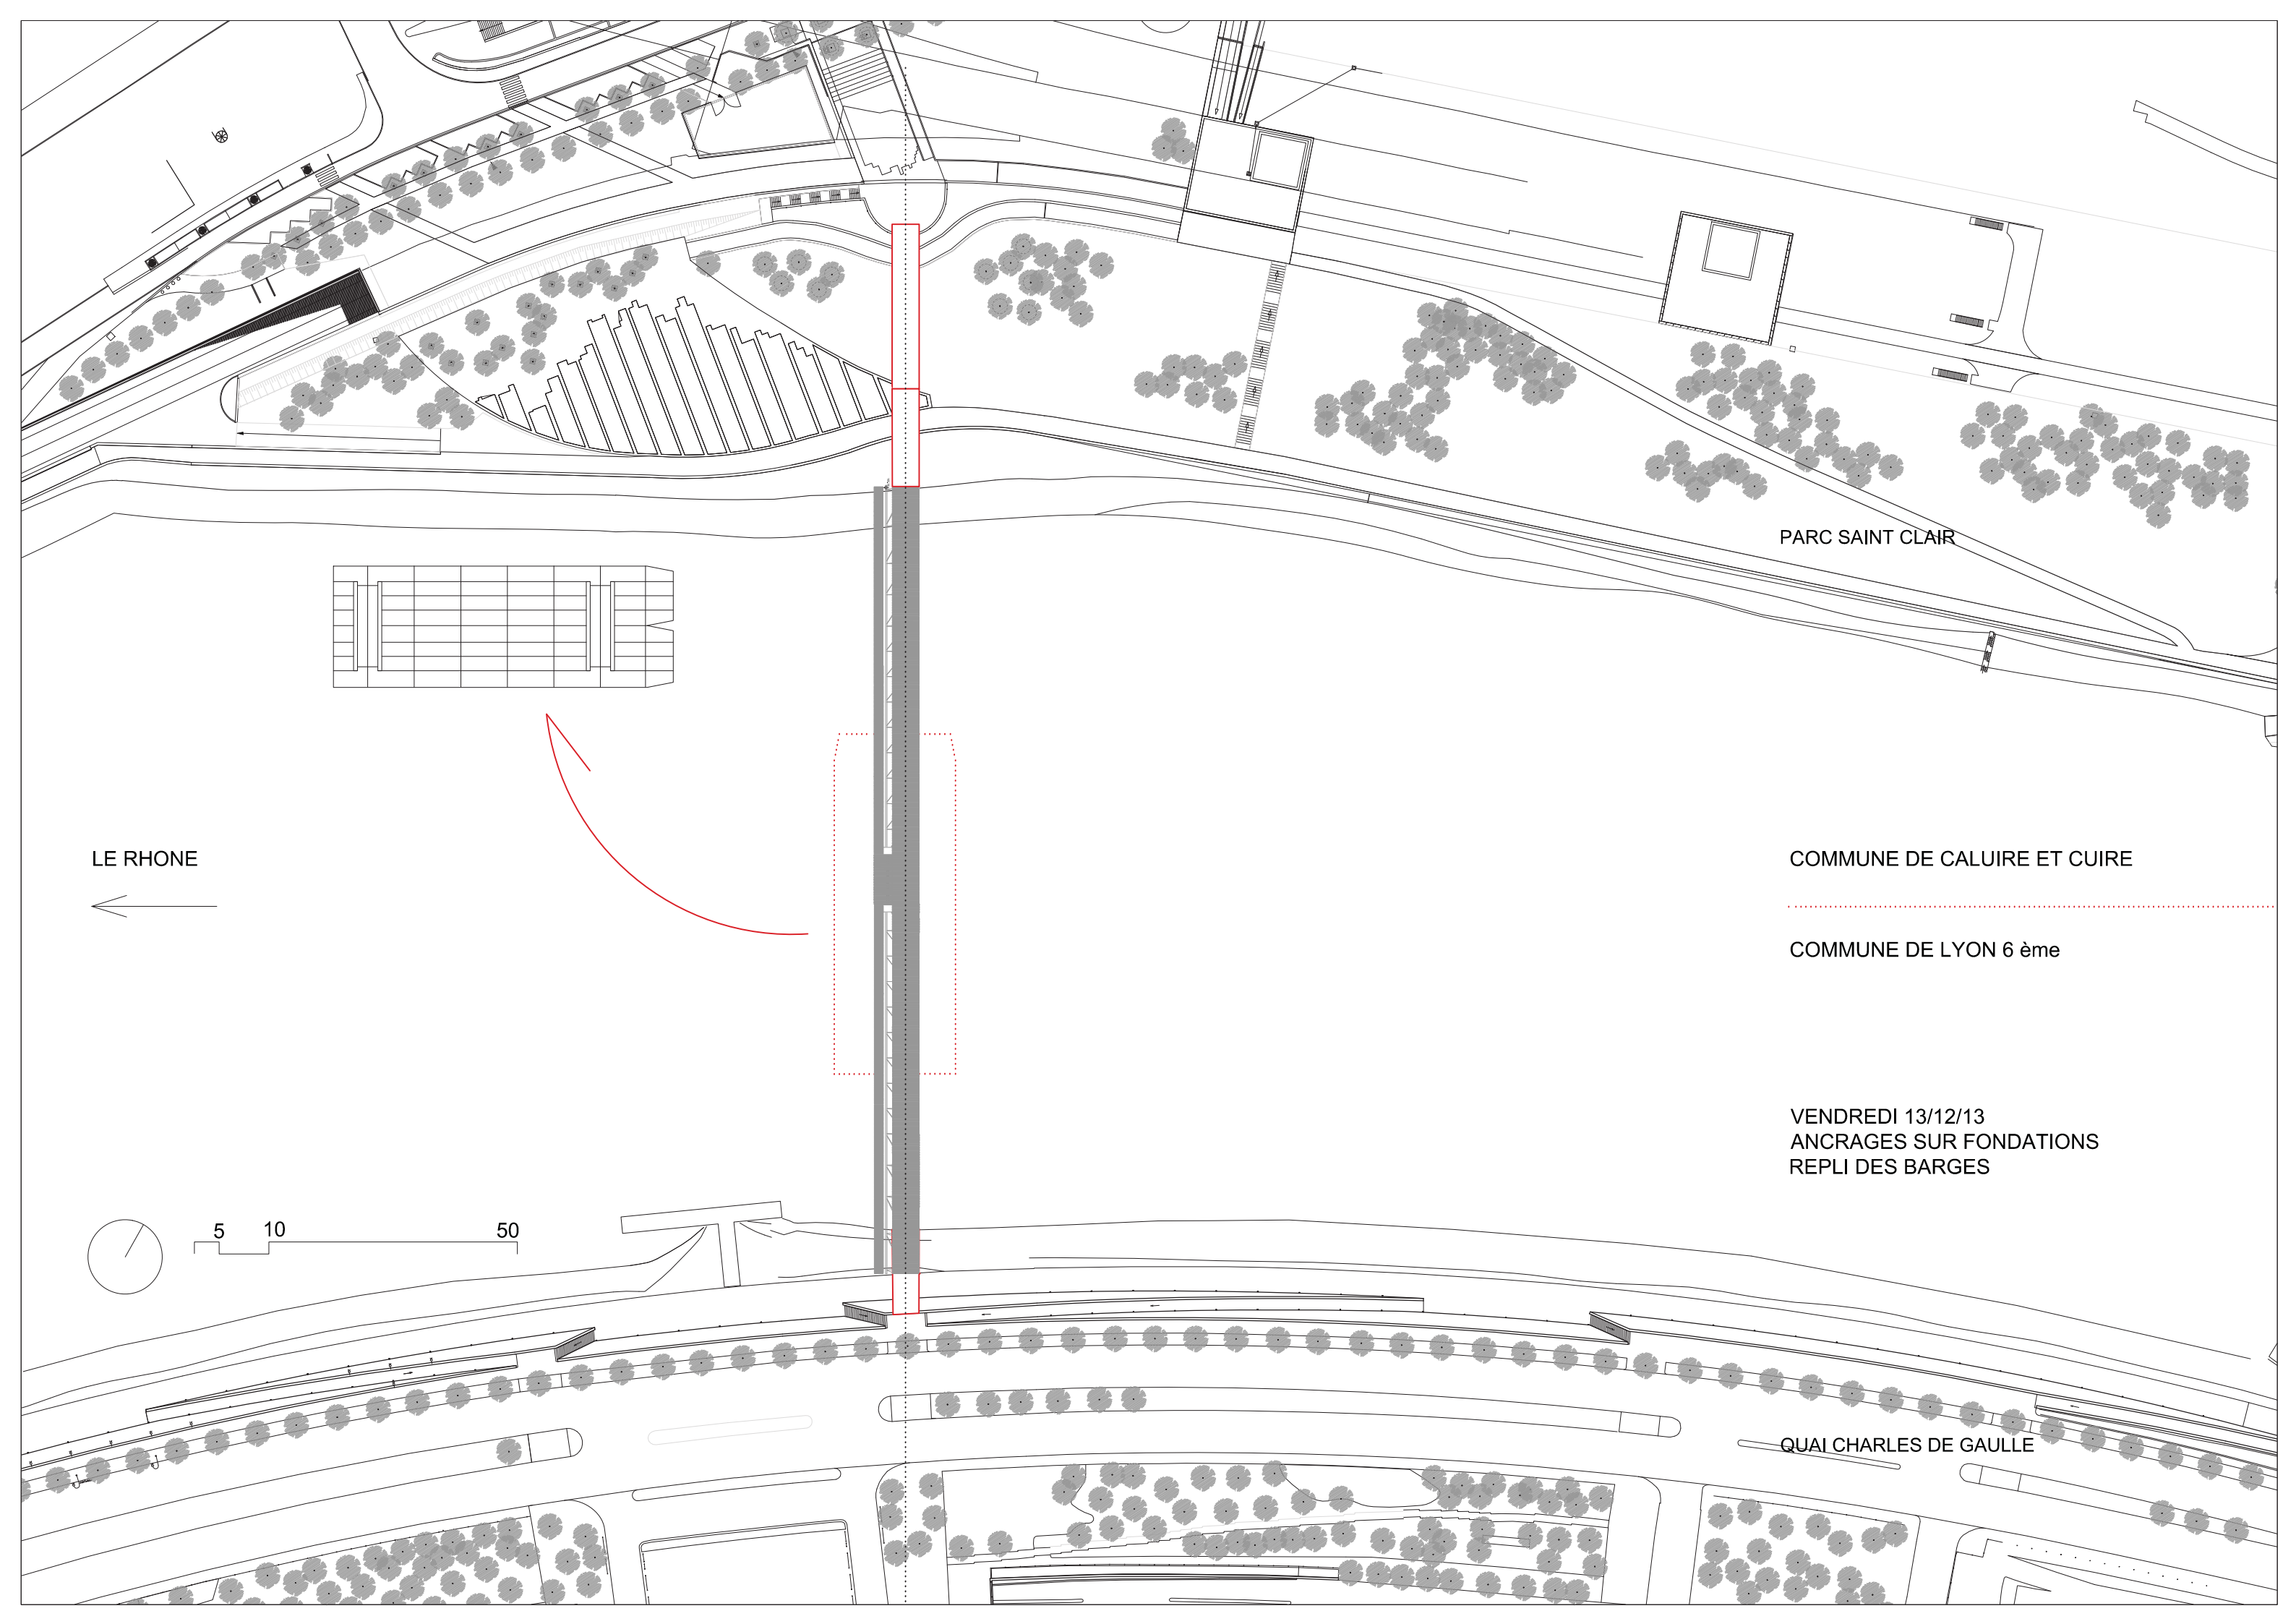 PARC SAINT CLAIR
LE RHONE
COMMUNE DE CALUIRE ET CUIRE
COMMUNE DE LYON 6 ème
VENDREDI 13/12/13
ANCRAGES SUR FONDATIONS
REPLI DES BARGES
5 10 50
QUAI CHARLES DE GAULLE